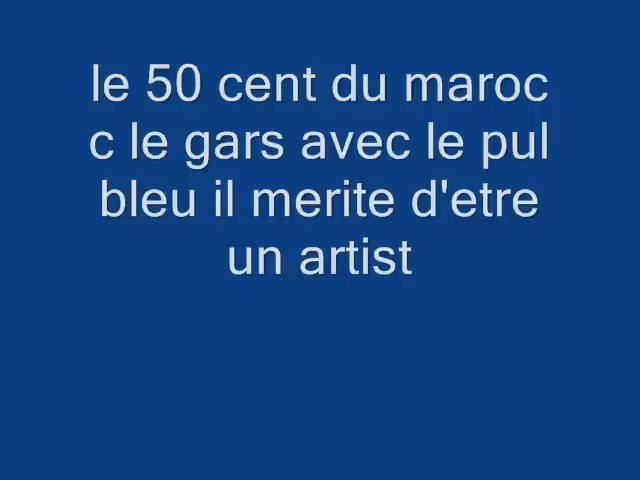 le 50 cent du maroc
c le gars avec le pul
bleu il merite d'etre
un artist